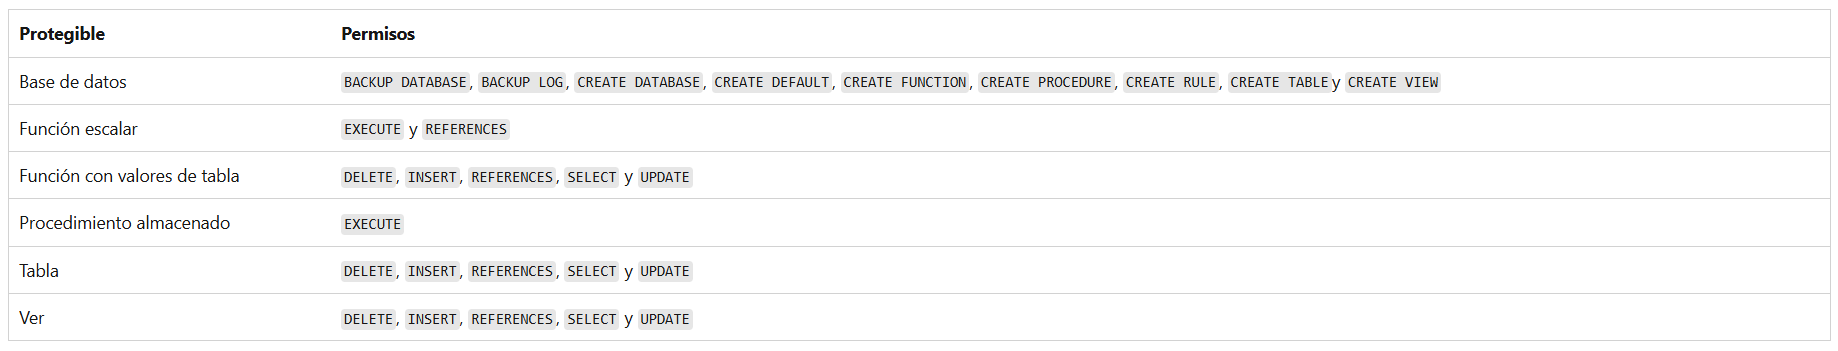 Protegible Permisos
Base de datos BACKUP DATABASE, BACKUP LOG, CREATE DATABASE, CREATE DEFAULT, CREATE FUNCTION, CREATE PROCEDURE, CREATE RULE, CREATE TABLEy CREATE VIEW
Función escalar EXECUTE y REFERENCES
Función con valores de tabla DELETE, INSERT, REFERENCES, SELECT y UPDATE
Procedimiento almacenado EXECUTE
Tabla DELETE, INSERT, REFERENCES, SELECT y UPDATE
Ver DELETE, INSERT, REFERENCES, SELECT y UPDATE